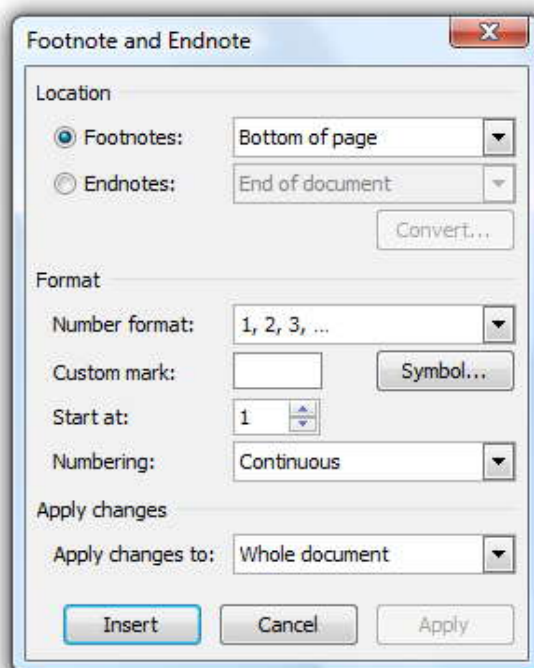 Footnote and Endnote
Location
Footnotes: Bottom of page
Endnotes: End of document
Convert...
Format
Number format: 1, 2, 3, ...
Custom mark: Symbol...
Start at: 1
Numbering: Continuous
Apply changes
Apply changes to: Whole document
Insert Cancel Apply